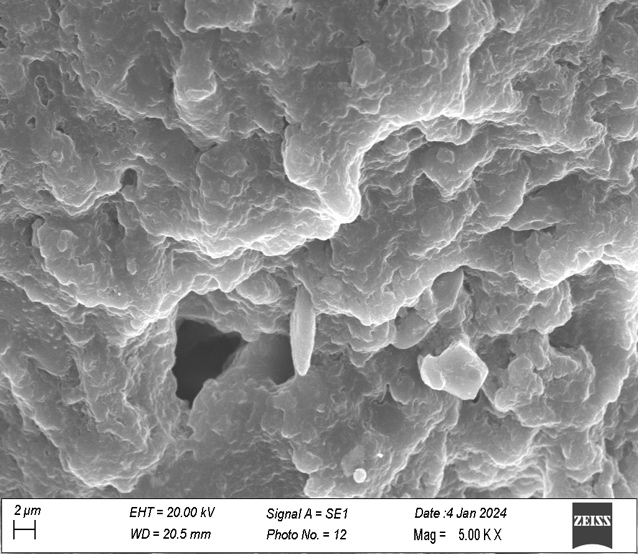 2 µm
EHT = 20.00 kV Signal A = SE1 Date :4 Jan 2024
WD = 20.5 mm Photo No. = 12 Mag = 5.00 K X
ZEISS